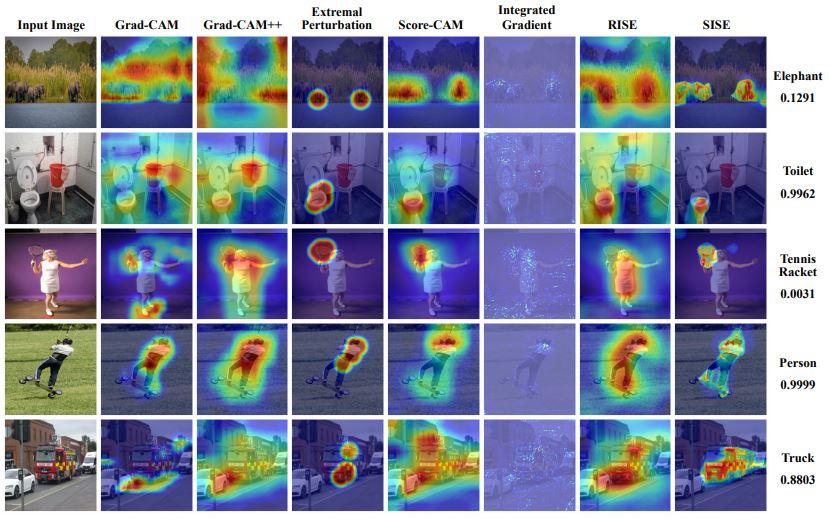 Input Image
Grad-CAM
Grad-CAM++
Extremal
Perturbation
Score-CAM
Integrated
Gradient
RISE
SISE
Elephant
0.1291
Toilet
0.9962
Tennis
Racket
0.0031
Person
0.9999
Truck
0.8803